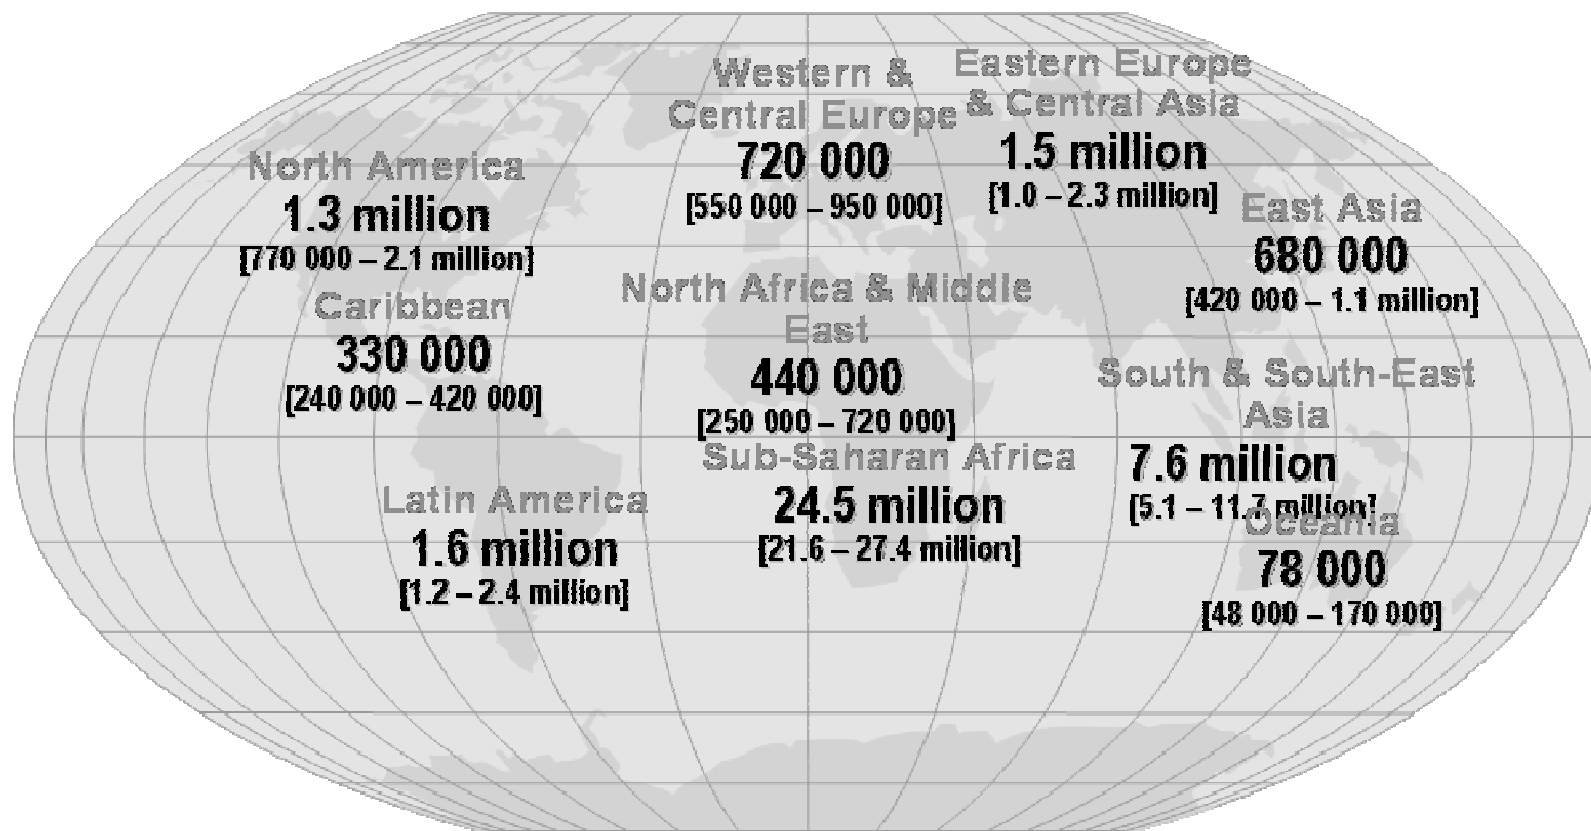 Western &
Central Europe
720 000
[550 000 – 950 000]
Eastern Europe
& Central Asia
1.5 million
[1.0 – 2.3 million]
North America
1.3 million
[770 000 – 2.1 million]
East Asia
680 000
[420 000 – 1.1 million]
Caribbean
330 000
[240 000 – 420 000]
North Africa & Middle
East
440 000
[250 000 – 720 000]
South & South-East
Asia
7.6 million
[5.1 – 11.7 million]
Sub-Saharan Africa
24.5 million
[21.6 – 27.4 million]
Latin America
1.6 million
[1.2 – 2.4 million]
Oceania
78 000
[48 000 – 170 000]